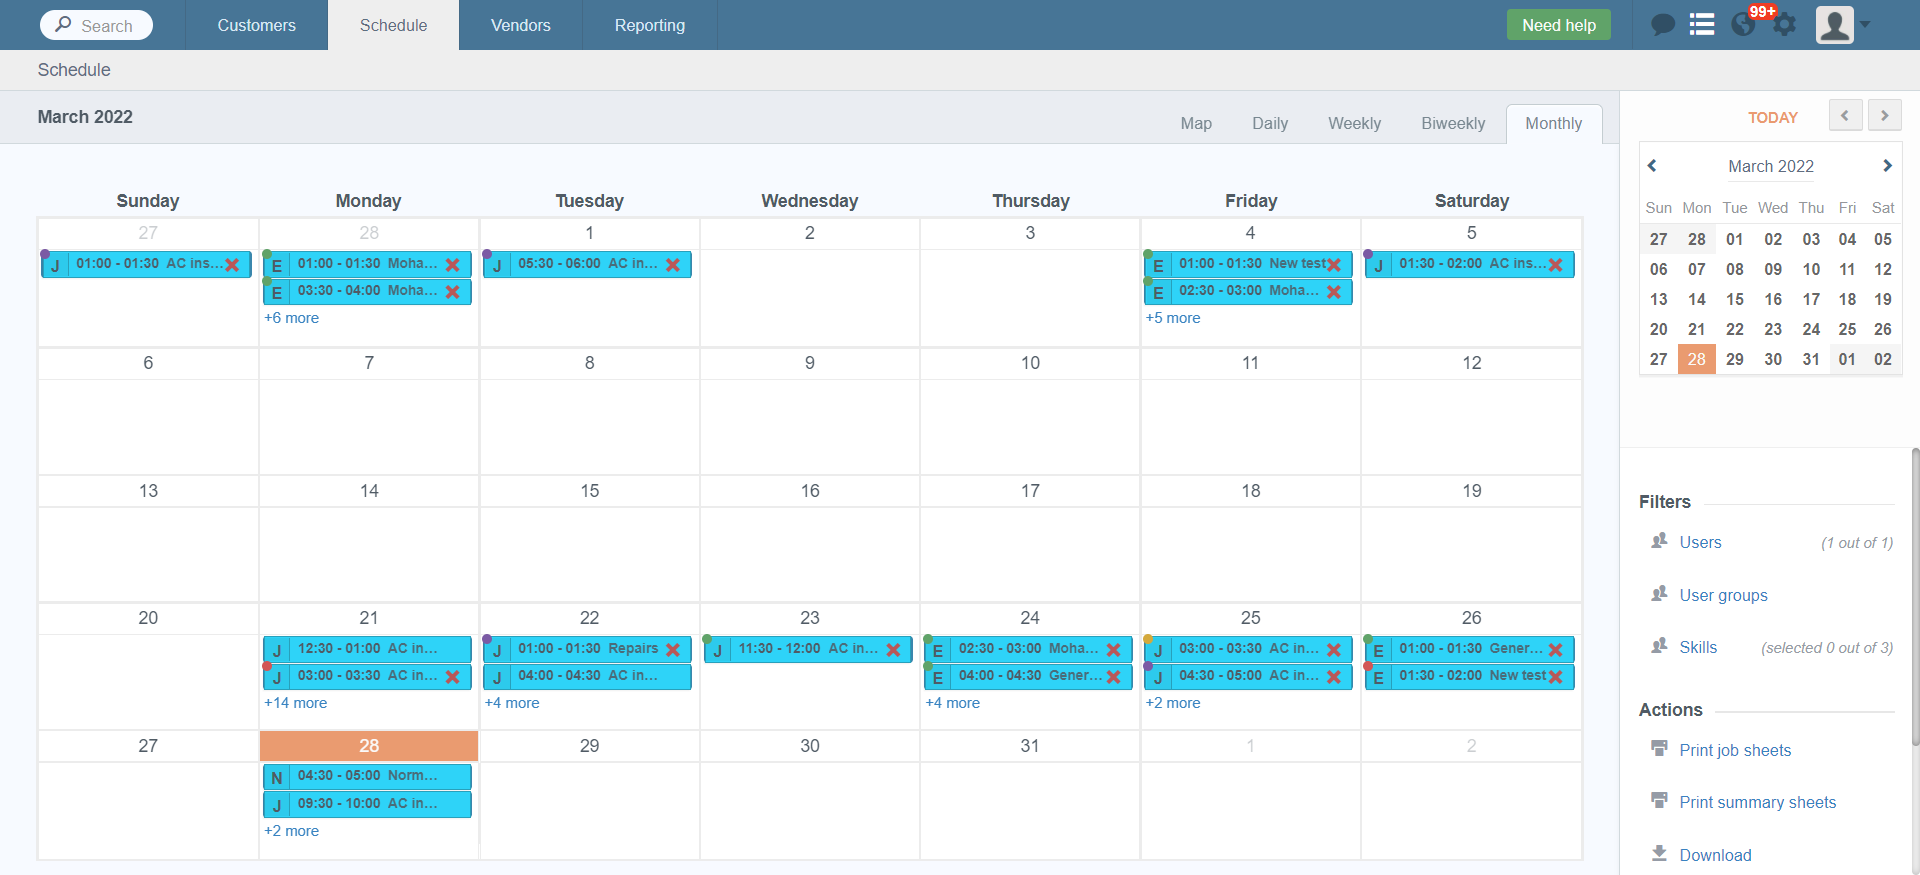 Search Customers Schedule Vendors Reporting Need help 99+
Schedule
March 2022 Map Daily Weekly Biweekly Monthly TODAY
March 2022
Sun Mon Tue Wed Thu Fri Sat
27 28 01 02 03 04 05
06 07 08 09 10 11 12
13 14 15 16 17 18 19
20 21 22 23 24 25 26
27 28 29 30 31 01 02
Sunday Monday Tuesday Wednesday Thursday Friday Saturday
27 28 1 2 3 4 5
J 01:00 - 01:30 AC ins... E 01:00 - 01:30 Moha... J 05:30 - 06:00 AC in... E 01:00 - 01:30 New test J 01:30 - 02:00 AC ins...
E 03:30 - 04:00 Moha... E 02:30 - 03:00 Moha...
+6 more +5 more
6 7 8 9 10 11 12
13 14 15 16 17 18 19
20 21 22 23 24 25 26
J 12:30 - 01:00 AC in... J 01:00 - 01:30 Repairs J 11:30 - 12:00 AC in... E 02:30 - 03:00 Moha... J 03:00 - 03:30 AC in... E 01:00 - 01:30 Gener...
J 03:00 - 03:30 AC in... J 04:00 - 04:30 AC in... E 04:00 - 04:30 Gener... J 04:30 - 05:00 AC in... E 01:30 - 02:00 New test
+14 more +4 more +4 more +2 more
27 28 29 30 31 1 2
N 04:30 - 05:00 Norm...
J 09:30 - 10:00 AC in...
+2 more
Filters
Users (1 out of 1)
User groups
Skills (selected 0 out of 3)
Actions
Print job sheets
Print summary sheets
Download